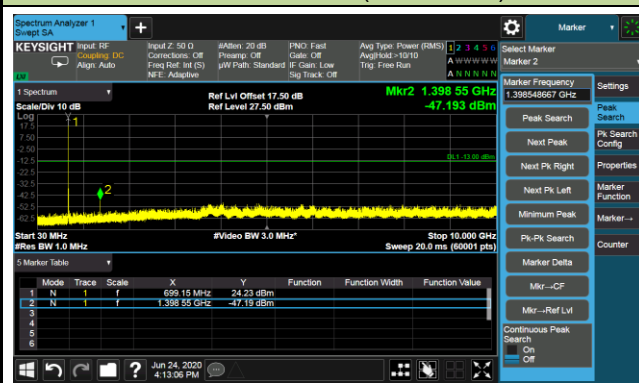 Spectrum Analyzer 1
Swept SA
KEYSIGHT
Input: RF
Coupling: DC
Align: Auto
Input Z: 50 Ω
Corrections: Off
Freq Ref: Int (S)
NFE: Adaptive
#Atten: 20 dB
Preamp: Off
µW Path: Standard
PNO: Fast
Gate: Off
IF Gain: Low
Sig Track: Off
Avg Type: Power (RMS)
Avg|Hold:>10/10
Trig: Free Run
1 2 3 4 5 6
A W W W W W
A N N N N N
LXI
1 Spectrum
Scale/Div 10 dB
Ref Lvl Offset 17.50 dB
Ref Level 27.50 dBm
Mkr2 1.398 55 GHz
-47.193 dBm
Log
17.5
7.50
-2.50
-12.5
-22.5
-32.5
-42.5
-52.5
-62.5
1
2
DL1 -13.00 dBm
Start 30 MHz
#Res BW 1.0 MHz
#Video BW 3.0 MHz*
Stop 10.000 GHz
Sweep 20.0 ms (60001 pts)
5 Marker Table
Mode Trace Scale X Y Function Function Width Function Value
1 N 1 f 699.15 MHz 24.23 dBm
2 N 1 f 1.398 55 GHz -47.19 dBm
3
4
5
6
Jun 24, 2020
4:13:06 PM
Marker
Select Marker
Marker 2
Marker Frequency
1.398548667 GHz
Peak Search
Next Peak
Next Pk Right
Next Pk Left
Minimum Peak
Pk-Pk Search
Marker Delta
Mkr→CF
Mkr→Ref Lvl
Continuous Peak
Search
On
Off
Settings
Peak
Search
Pk Search
Config
Properties
Marker
Function
Marker→
Counter